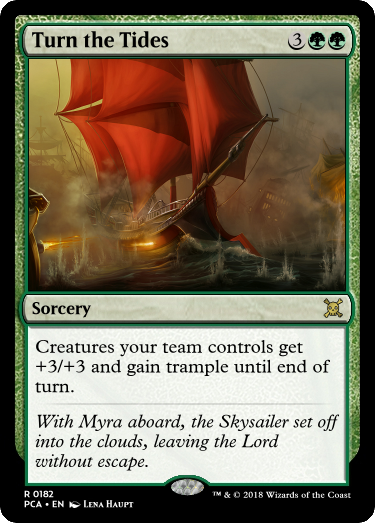 Turn the Tides 3
Sorcery
Creatures your team controls get
+3/+3 and gain trample until end of
turn.
With Myra aboard, the Skysailer set off
into the clouds, leaving the Lord
without escape.
R 0182
PCA • EN Lena Haupt
™ & © 2018 Wizards of the Coast